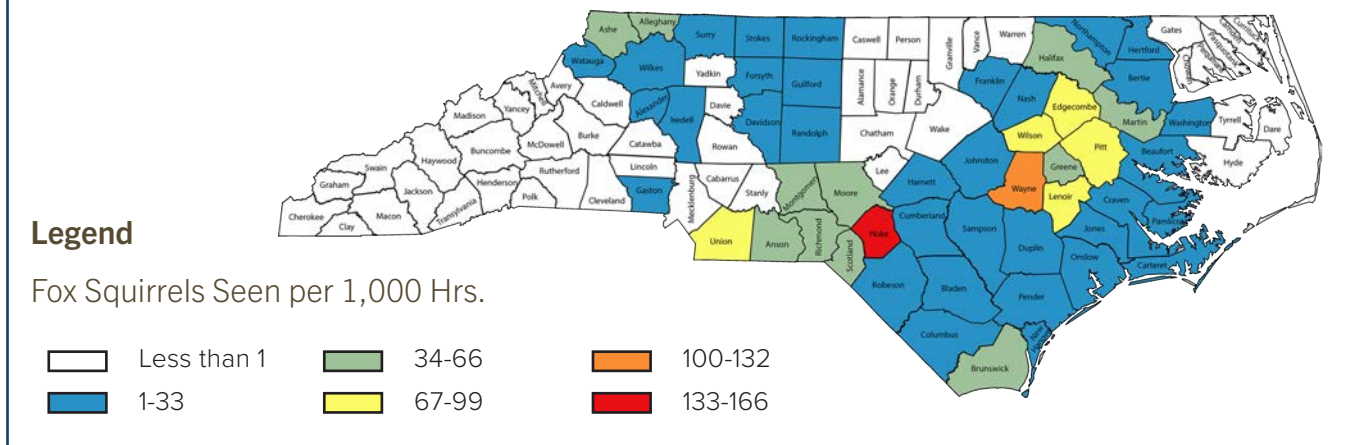 Ashe
Alleghany
Surry
Stokes
Rockingham
Caswell
Person
Granville
Vance
Warren
Northampton
Gates
Hertford
Currituck
Camden
Pasquotank
Perquimans
Chowan
Halifax
Bertie
Watauga
Wilkes
Yadkin
Forsyth
Guilford
Alamance
Orange
Durham
Franklin
Nash
Edgecombe
Martin
Washington
Tyrrell
Dare
Mitchell
Avery
Caldwell
Alexander
Iredell
Davie
Davidson
Randolph
Chatham
Wake
Wilson
Pitt
Beaufort
Hyde
Madison
Yancey
Burke
McDowell
Catawba
Rowan
Johnston
Greene
Wayne
Lenoir
Craven
Pamlico
Swain
Haywood
Buncombe
Rutherford
Lincoln
Cabarrus
Stanly
Montgomery
Moore
Lee
Harnett
Graham
Jackson
Henderson
Polk
Cleveland
Gaston
Mecklenburg
Cherokee
Clay
Macon
Transylvania
Union
Anson
Richmond
Scotland
Hoke
Cumberland
Sampson
Duplin
Jones
Onslow
Carteret
Robeson
Bladen
Pender
Columbus
Brunswick
Legend
Fox Squirrels Seen per 1,000 Hrs.
Less than 1
34-66
100-132
1-33
67-99
133-166